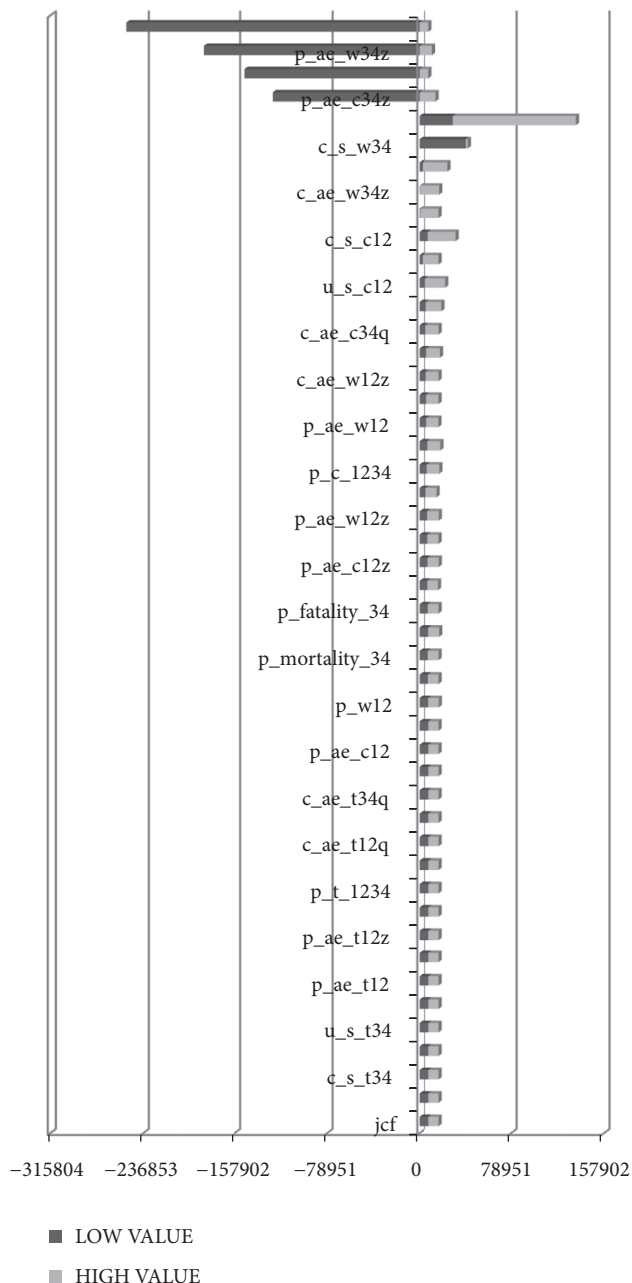 p_ae_w34z
p_ae_c34z
c_s_w34
c_ae_w34z
c_s_c12
u_s_c12
c_ae_c34q
c_ae_w12z
p_ae_w12
p_c_1234
p_ae_w12z
p_ae_c12z
p_fatality_34
p_mortality_34
p_w12
p_ae_c12
c_ae_t34q
c_ae_t12q
p_t_1234
p_ae_t12z
p_ae_t12
u_s_t34
c_s_t34
jcf
−315804 −236853 −157902 −78951 0 78951 157902
LOW VALUE
HIGH VALUE